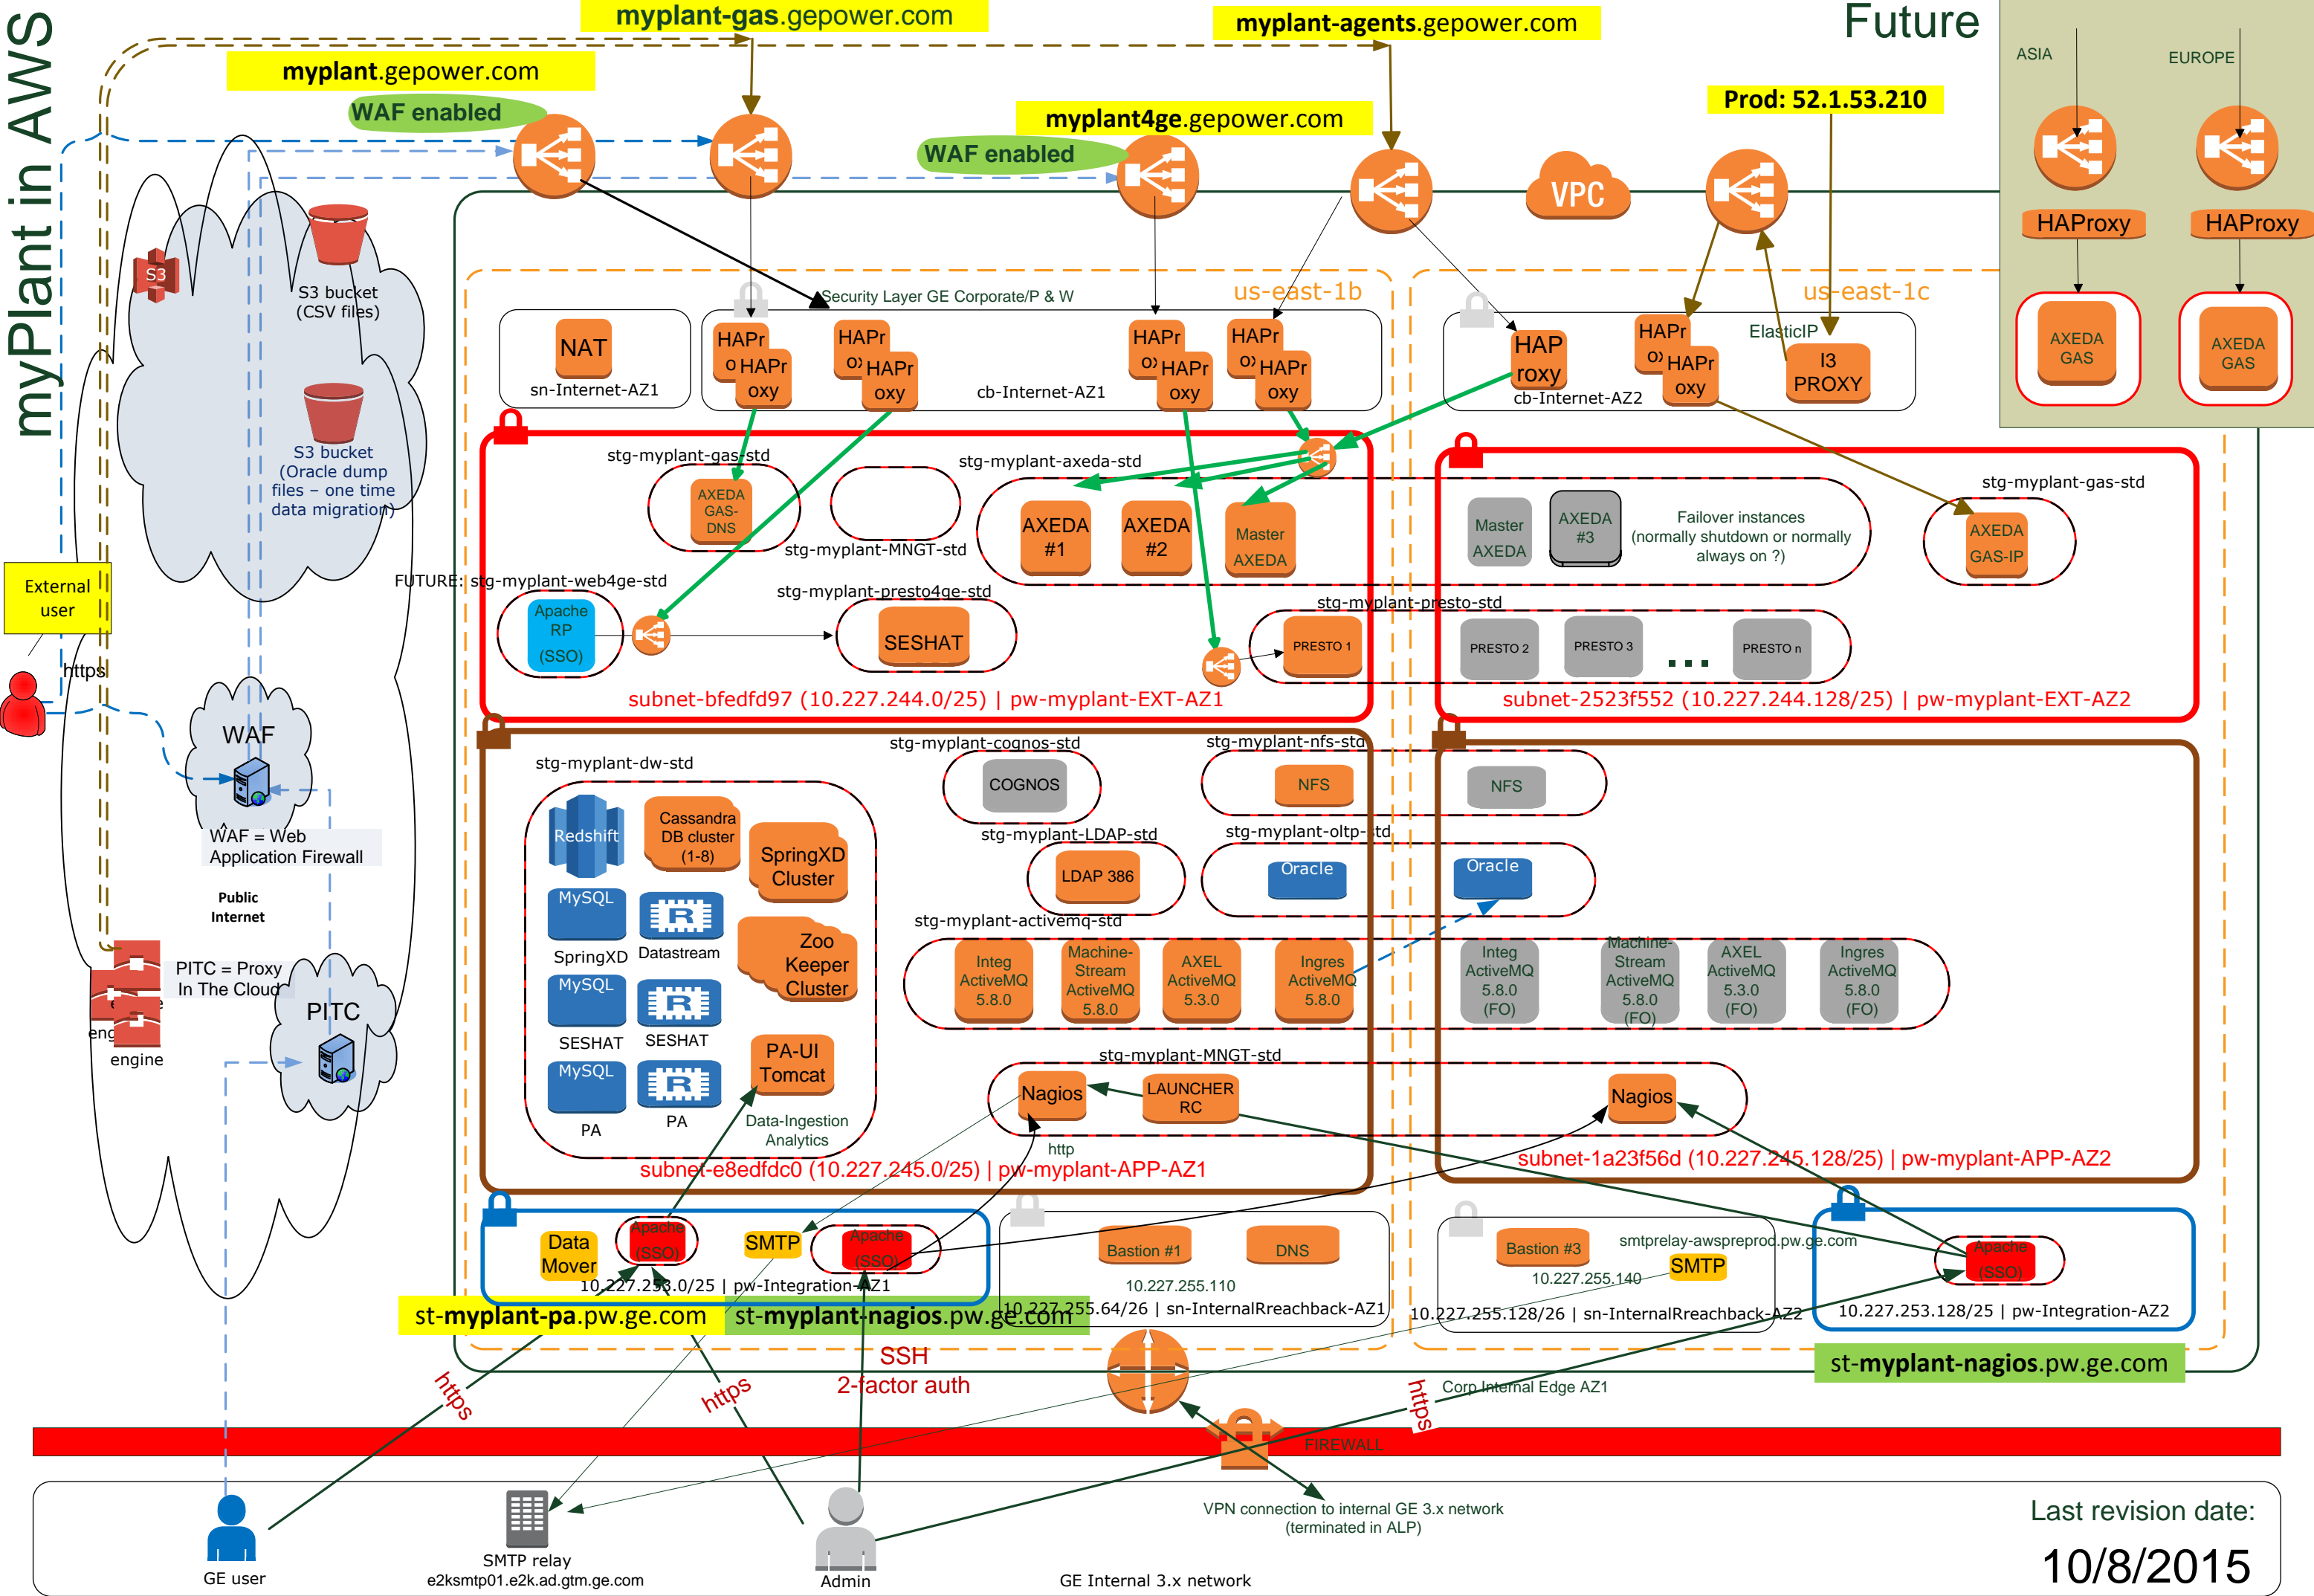 myPlant in AWS
myplant-gas.gepower.com
myplant-agents.gepower.com
Future
myplant.gepower.com
WAF enabled
myplant4ge.gepower.com
WAF enabled
Prod: 52.1.53.210
ASIA
EUROPE
HAProxy
HAProxy
AXEDA
GAS
AXEDA
GAS
VPC
S3
S3 bucket
(CSV files)
S3 bucket
(Oracle dump
files – one time
data migration)
External
user
https
WAF
WAF = Web
Application Firewall
Public
Internet
PITC = Proxy
In The Cloud
PITC
engine
us-east-1b
us-east-1c
Security Layer GE Corporate/P & W
NAT
sn-Internet-AZ1
HAPr
HAPr
oxy
HAPr
HAPr
oxy
cb-Internet-AZ1
HAPr
HAPr
oxy
HAPr
HAPr
oxy
HAP
roxy
cb-Internet-AZ2
HAPr
HAPr
oxy
ElasticIP
I3
PROXY
stg-myplant-gas-std
AXEDA
GAS-
DNS
stg-myplant-MNGT-std
stg-myplant-axeda-std
AXEDA
#1
AXEDA
#2
Master
AXEDA
Master
AXEDA
AXEDA
#3
Failover instances
(normally shutdown or normally
always on ?)
stg-myplant-gas-std
AXEDA
GAS-IP
FUTURE: stg-myplant-web4ge-std
Apache
RP
(SSO)
stg-myplant-presto4ge-std
SESHAT
stg-myplant-presto-std
PRESTO 1
PRESTO 2
PRESTO 3
...
PRESTO n
subnet-bfedfd97 (10.227.244.0/25) | pw-myplant-EXT-AZ1
subnet-2523f552 (10.227.244.128/25) | pw-myplant-EXT-AZ2
stg-myplant-dw-std
Redshift
Cassandra
DB cluster
(1-8)
SpringXD
Cluster
MySQL
SpringXD
R
Datastream
Zoo
Keeper
Cluster
MySQL
SESHAT
R
SESHAT
MySQL
PA
R
PA
PA-UI
Tomcat
Data-Ingestion
Analytics
stg-myplant-cognos-std
COGNOS
stg-myplant-nfs-std
NFS
NFS
stg-myplant-LDAP-std
LDAP 386
stg-myplant-oltp-std
Oracle
Oracle
stg-myplant-activemq-std
Integ
ActiveMQ
5.8.0
Machine-
Stream
ActiveMQ
5.8.0
AXEL
ActiveMQ
5.3.0
Ingres
ActiveMQ
5.8.0
Integ
ActiveMQ
5.8.0
(FO)
Machine-
Stream
ActiveMQ
5.8.0
(FO)
AXEL
ActiveMQ
5.3.0
(FO)
Ingres
ActiveMQ
5.8.0
(FO)
stg-myplant-MNGT-std
Nagios
LAUNCHER
RC
Nagios
http
subnet-e8edfdc0 (10.227.245.0/25) | pw-myplant-APP-AZ1
subnet-1a23f56d (10.227.245.128/25) | pw-myplant-APP-AZ2
Data
Mover
Apache
(SSO)
SMTP
Apache
(SSO)
10.227.253.0/25 | pw-Integration-AZ1
Bastion #1
DNS
10.227.255.110
10.227.255.64/26 | sn-InternalRreachback-AZ1
Bastion #3
smtprelay-awspreprod.pw.ge.com
SMTP
10.227.255.140
10.227.255.128/26 | sn-InternalRreachback-AZ2
Apache
(SSO)
10.227.253.128/25 | pw-Integration-AZ2
st-myplant-pa.pw.ge.com
st-myplant-nagios.pw.ge.com
st-myplant-nagios.pw.ge.com
SSH
2-factor auth
https
https
https
Corp Internal Edge AZ1
FIREWALL
VPN connection to internal GE 3.x network
(terminated in ALP)
GE user
SMTP relay
e2ksmtp01.e2k.ad.gtm.ge.com
Admin
GE Internal 3.x network
Last revision date:
10/8/2015